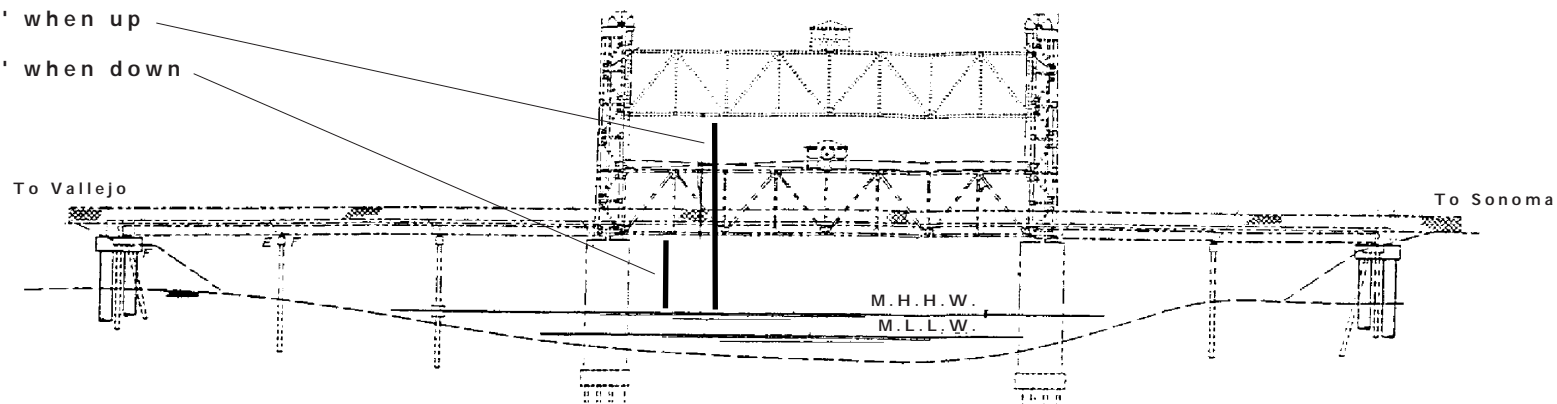 ' when up
' when down
To Vallejo
To Sonoma
E F
F
M.H.H.W.
M.L.L.W.